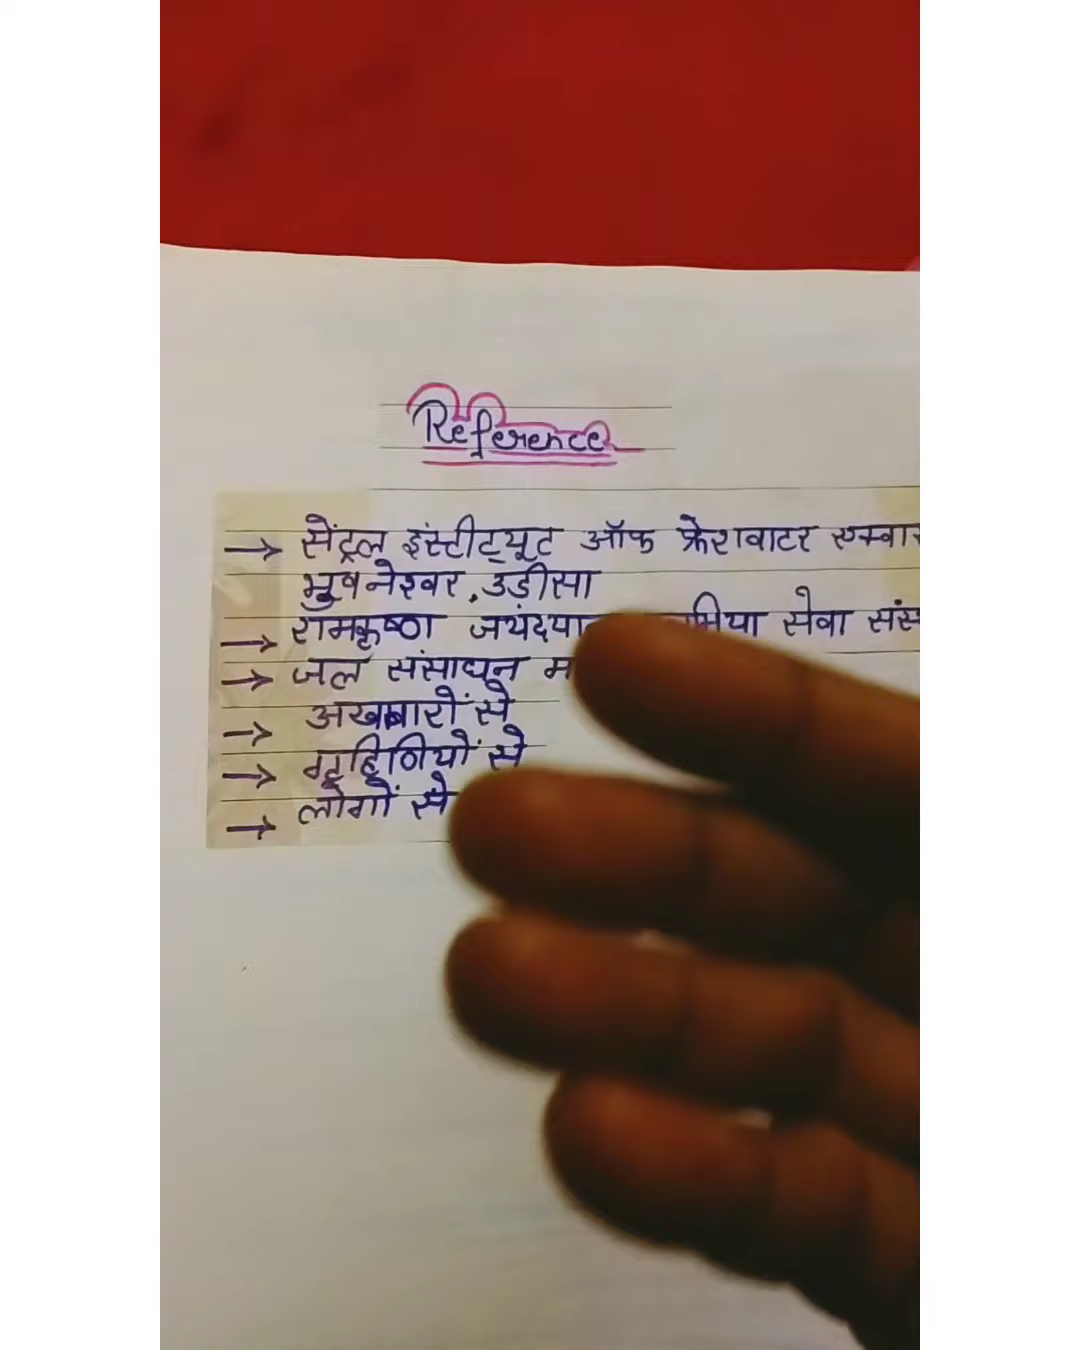 Reference
→ सेंट्रल इंस्टीट्यूट ऑफ फ्रेशवाटर
भुवनेश्वर, उड़ीसा
→ रामकृष्णा सेवा
→ जल संसाधन
→ अखबारों से
→ गृहिणियों से
→ लोगों से